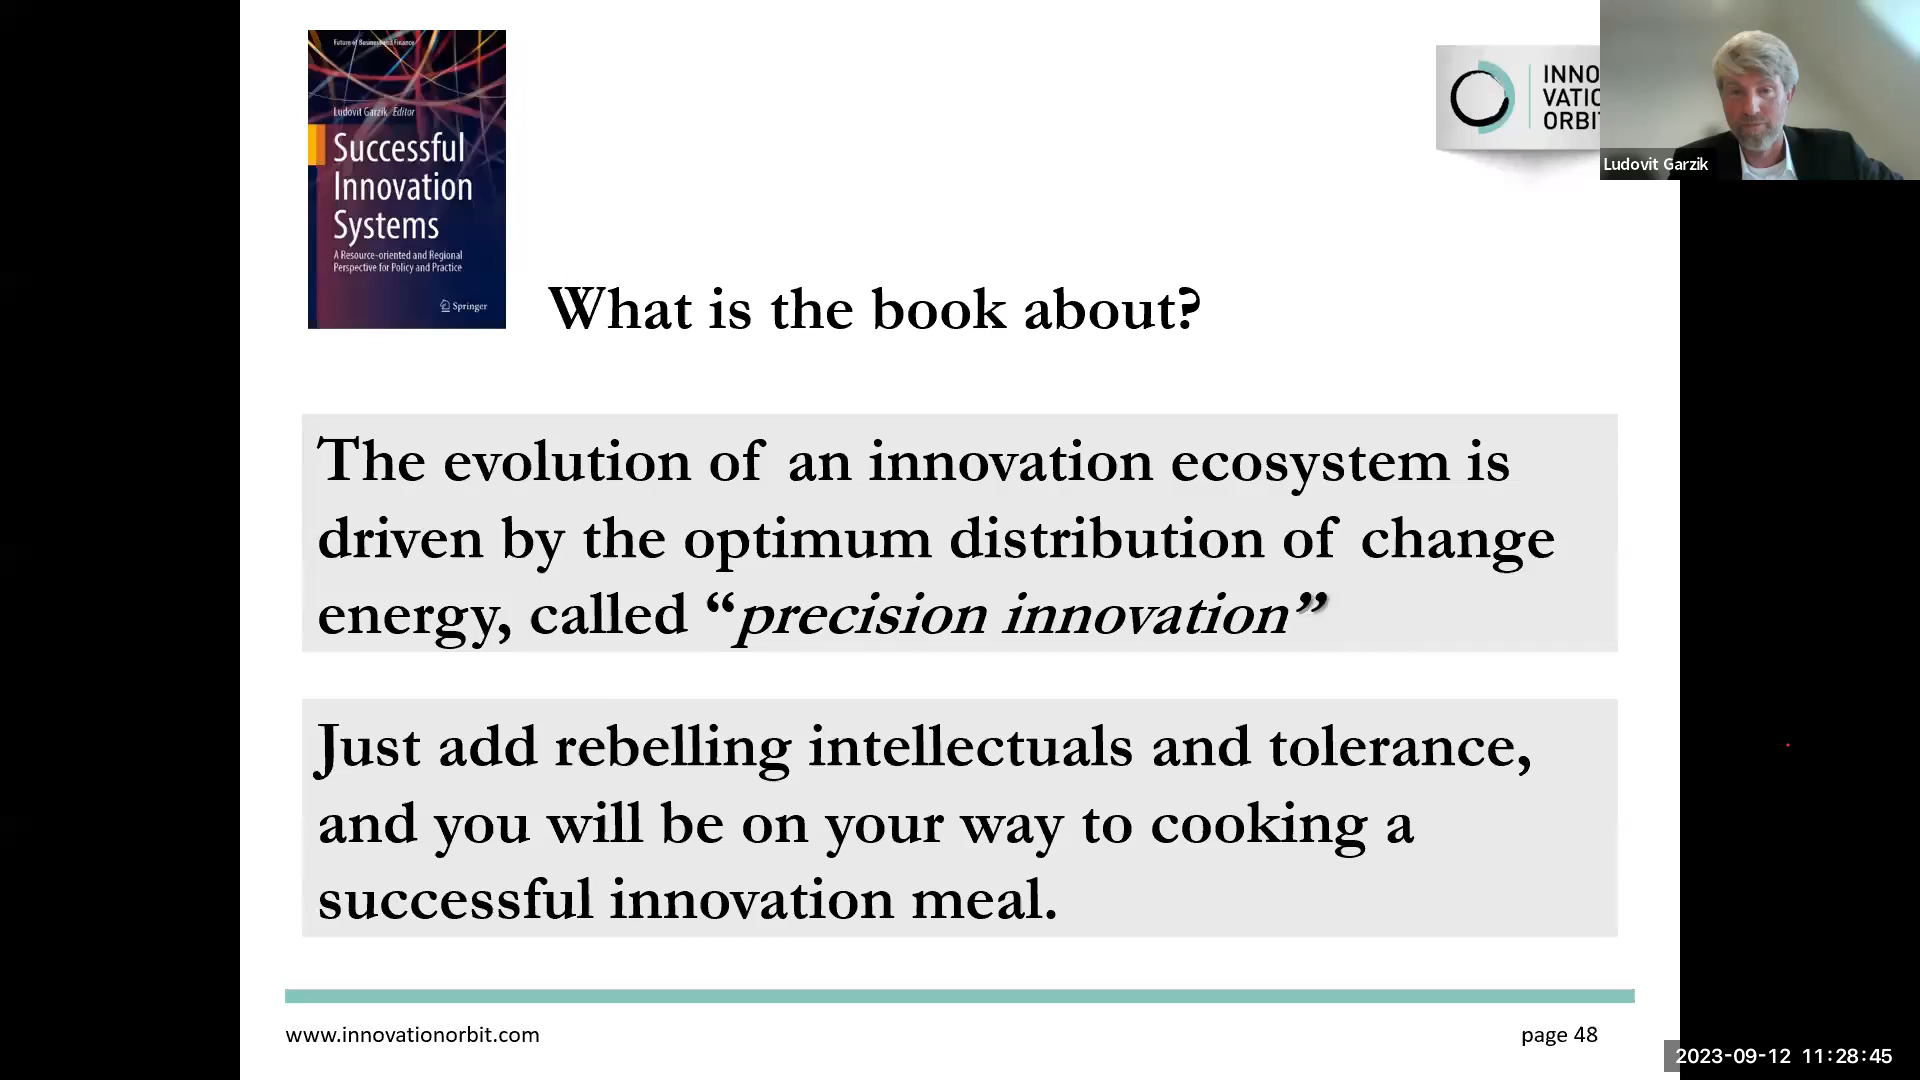 Future of Business and Finance
Ludovit Garzik Editor
Successful
Innovation
Systems
A Resource-oriented and Regional
Perspective for Policy and Practice
Springer
INNO
VATIO
ORBIT
Ludovit Garzik
What is the book about?
The evolution of an innovation ecosystem is
driven by the optimum distribution of change
energy, called “precision innovation”
Just add rebelling intellectuals and tolerance,
and you will be on your way to cooking a
successful innovation meal.
www.innovationorbit.com
page 48
2023-09-12 11:28:45